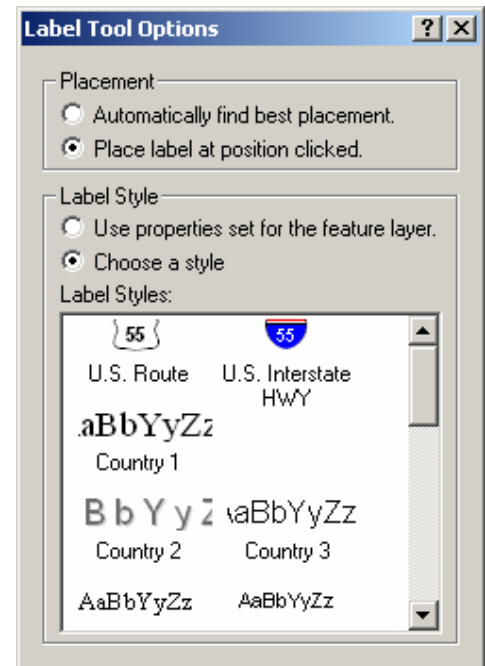 Label Tool Options
Placement
Automatically find best placement.
Place label at position clicked.
Label Style
Use properties set for the feature layer.
Choose a style
Label Styles:
55 55
U.S. Route U.S. Interstate
HWY
aBbYyZz
Country 1
BbYyZ aBbYyZz
Country 2 Country 3
AaBbYyZz AaBbYyZz